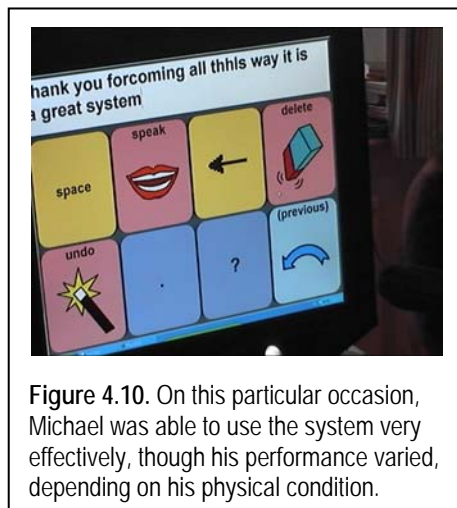 hank you forcoming all thhls way it is
a great system
speak
delete
space
undo
.
?
(previous)
Figure 4.10. On this particular occasion,
Michael was able to use the system very
effectively, though his performance varied,
depending on his physical condition.